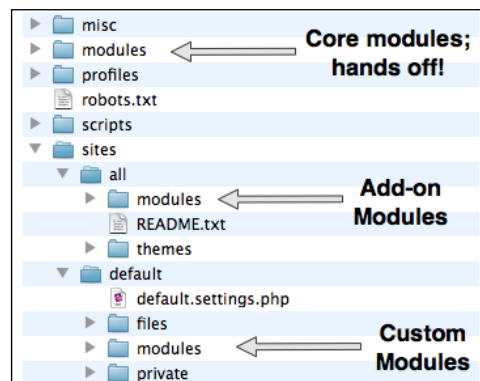 misc
modules
Core modules;
hands off!
profiles
robots.txt
scripts
sites
all
modules
Add-on
Modules
README.txt
themes
default
default.settings.php
files
modules
Custom
Modules
private